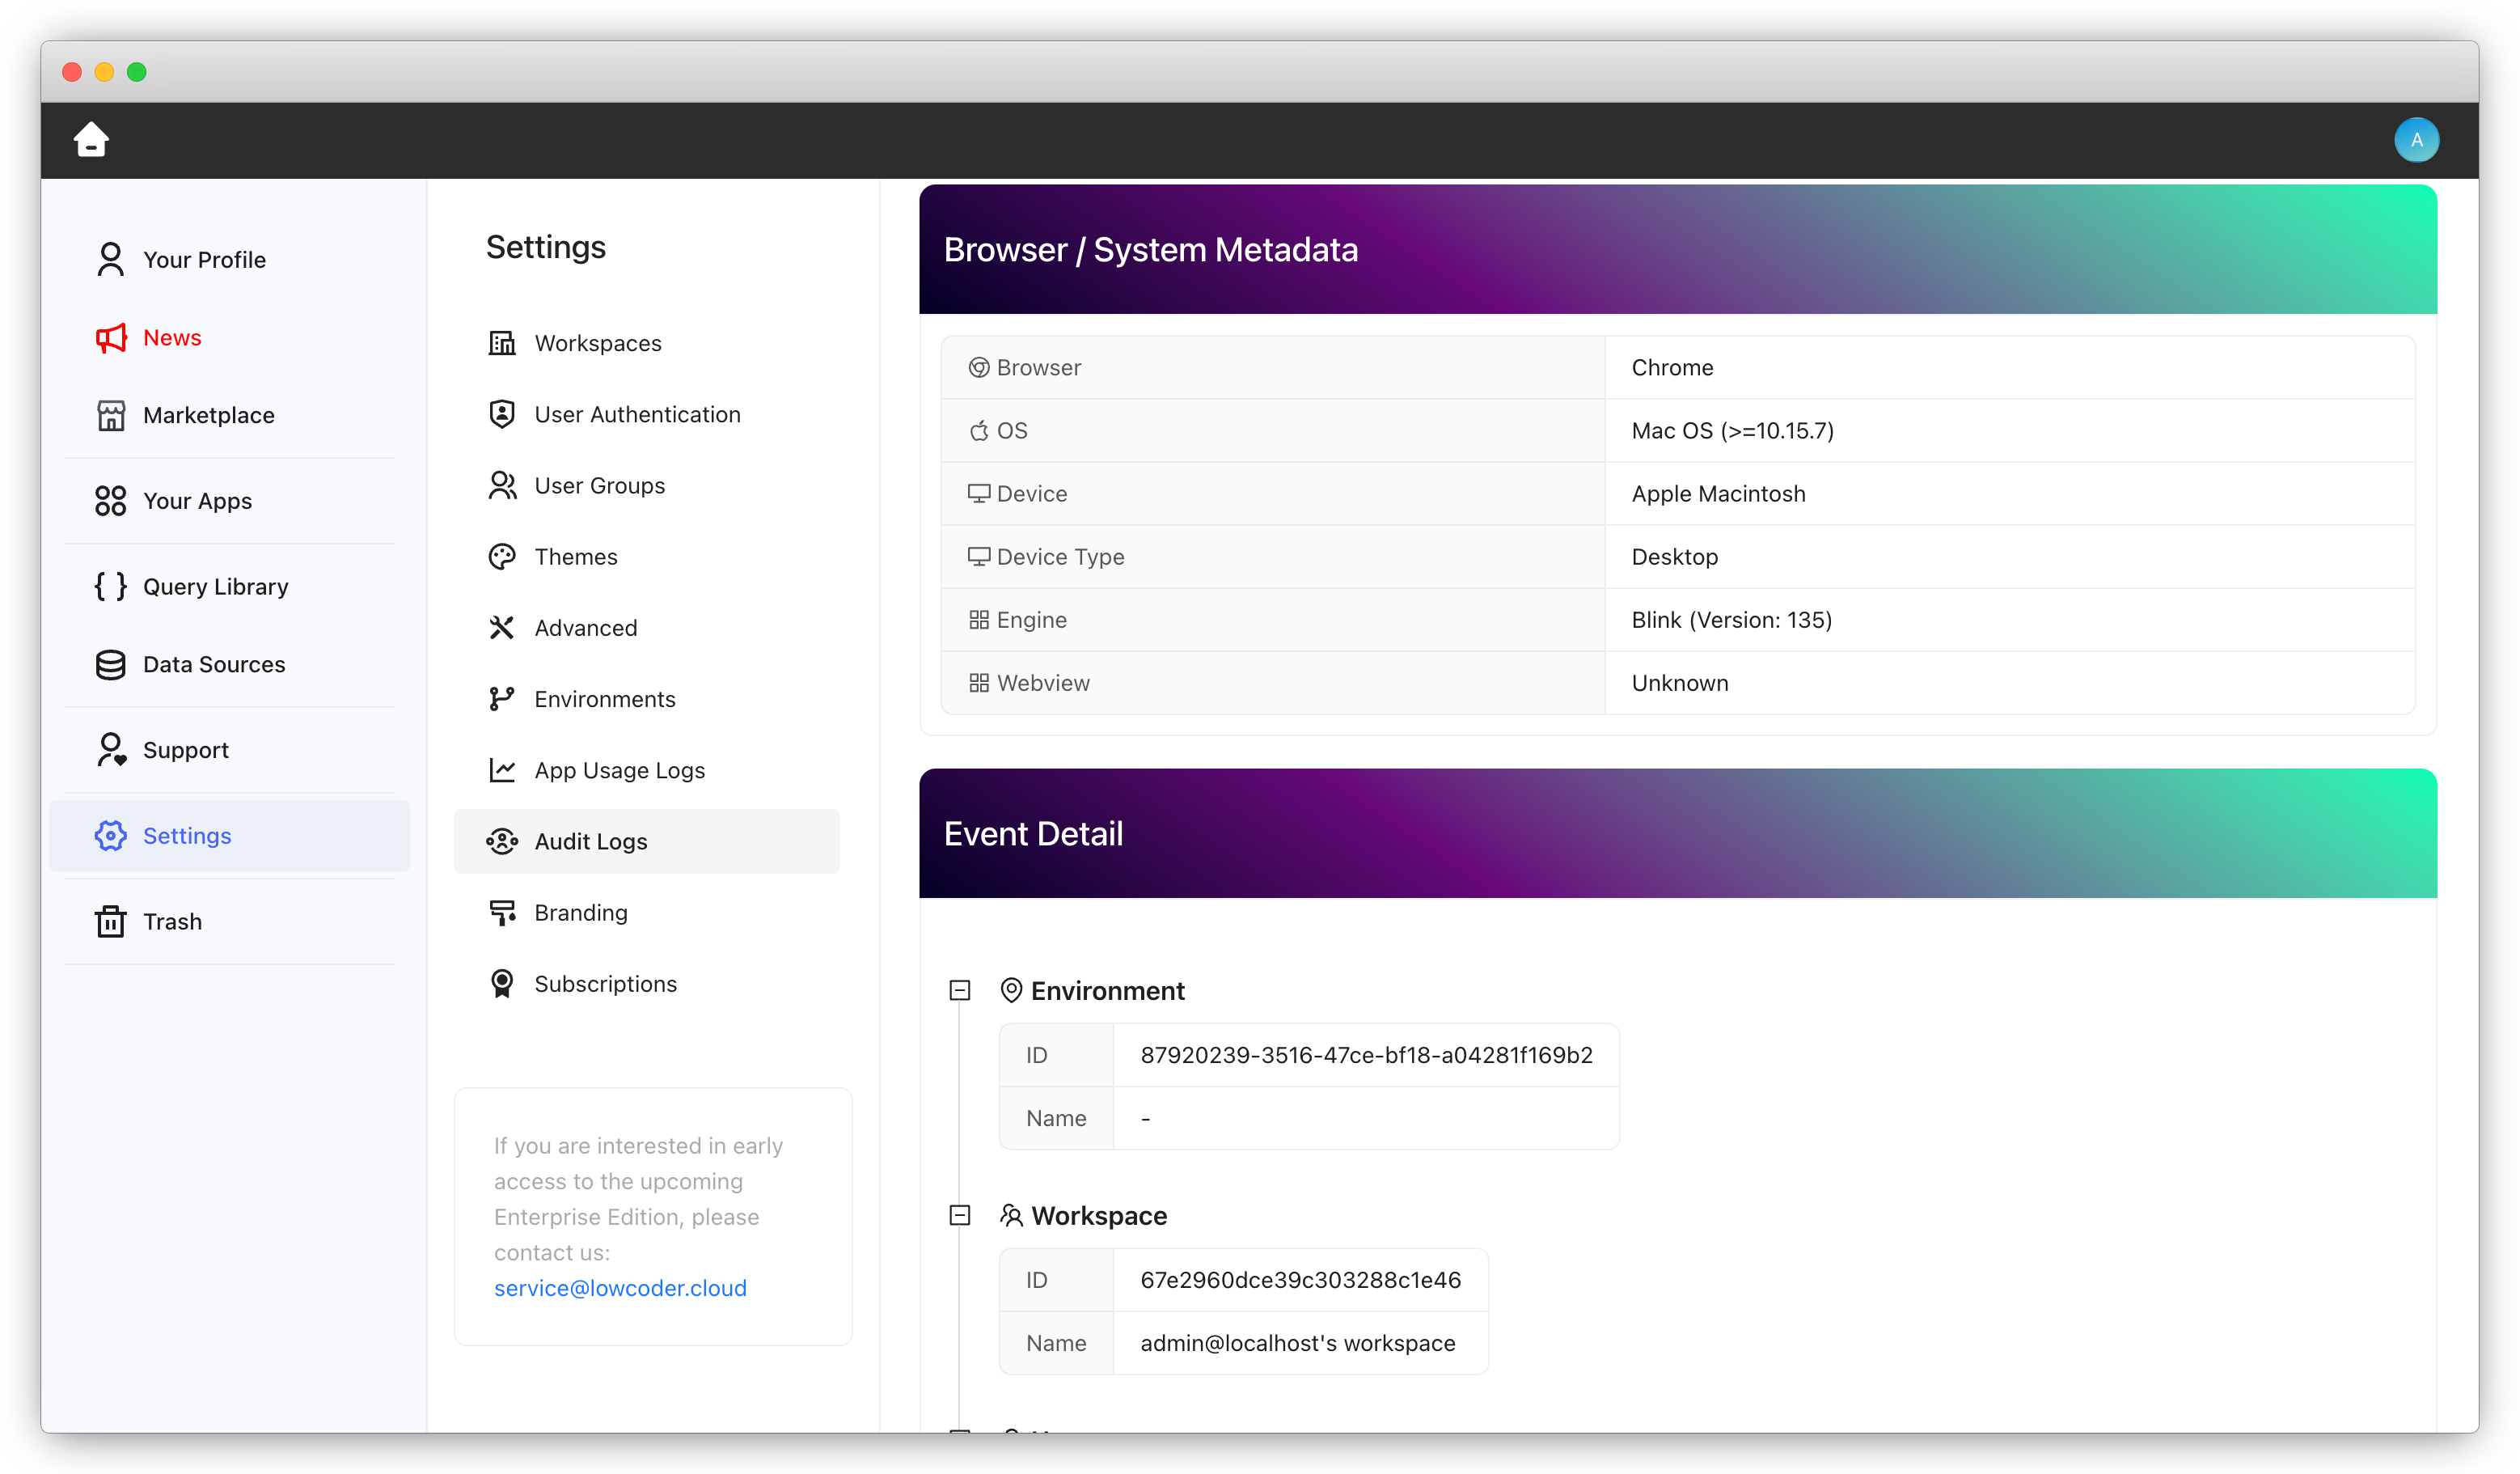 A
Your Profile
News
Marketplace
Your Apps
Query Library
Data Sources
Support
Settings
Trash
Settings
Workspaces
User Authentication
User Groups
Themes
Advanced
Environments
App Usage Logs
Audit Logs
Branding
Subscriptions
If you are interested in early
access to the upcoming
Enterprise Edition, please
contact us:
service@lowcoder.cloud
Browser / System Metadata
Browser Chrome
OS Mac OS (>=10.15.7)
Device Apple Macintosh
Device Type Desktop
Engine Blink (Version: 135)
Webview Unknown
Event Detail
Environment
ID 87920239-3516-47ce-bf18-a04281f169b2
Name -
Workspace
ID 67e2960dce39c303288c1e46
Name admin@localhost's workspace